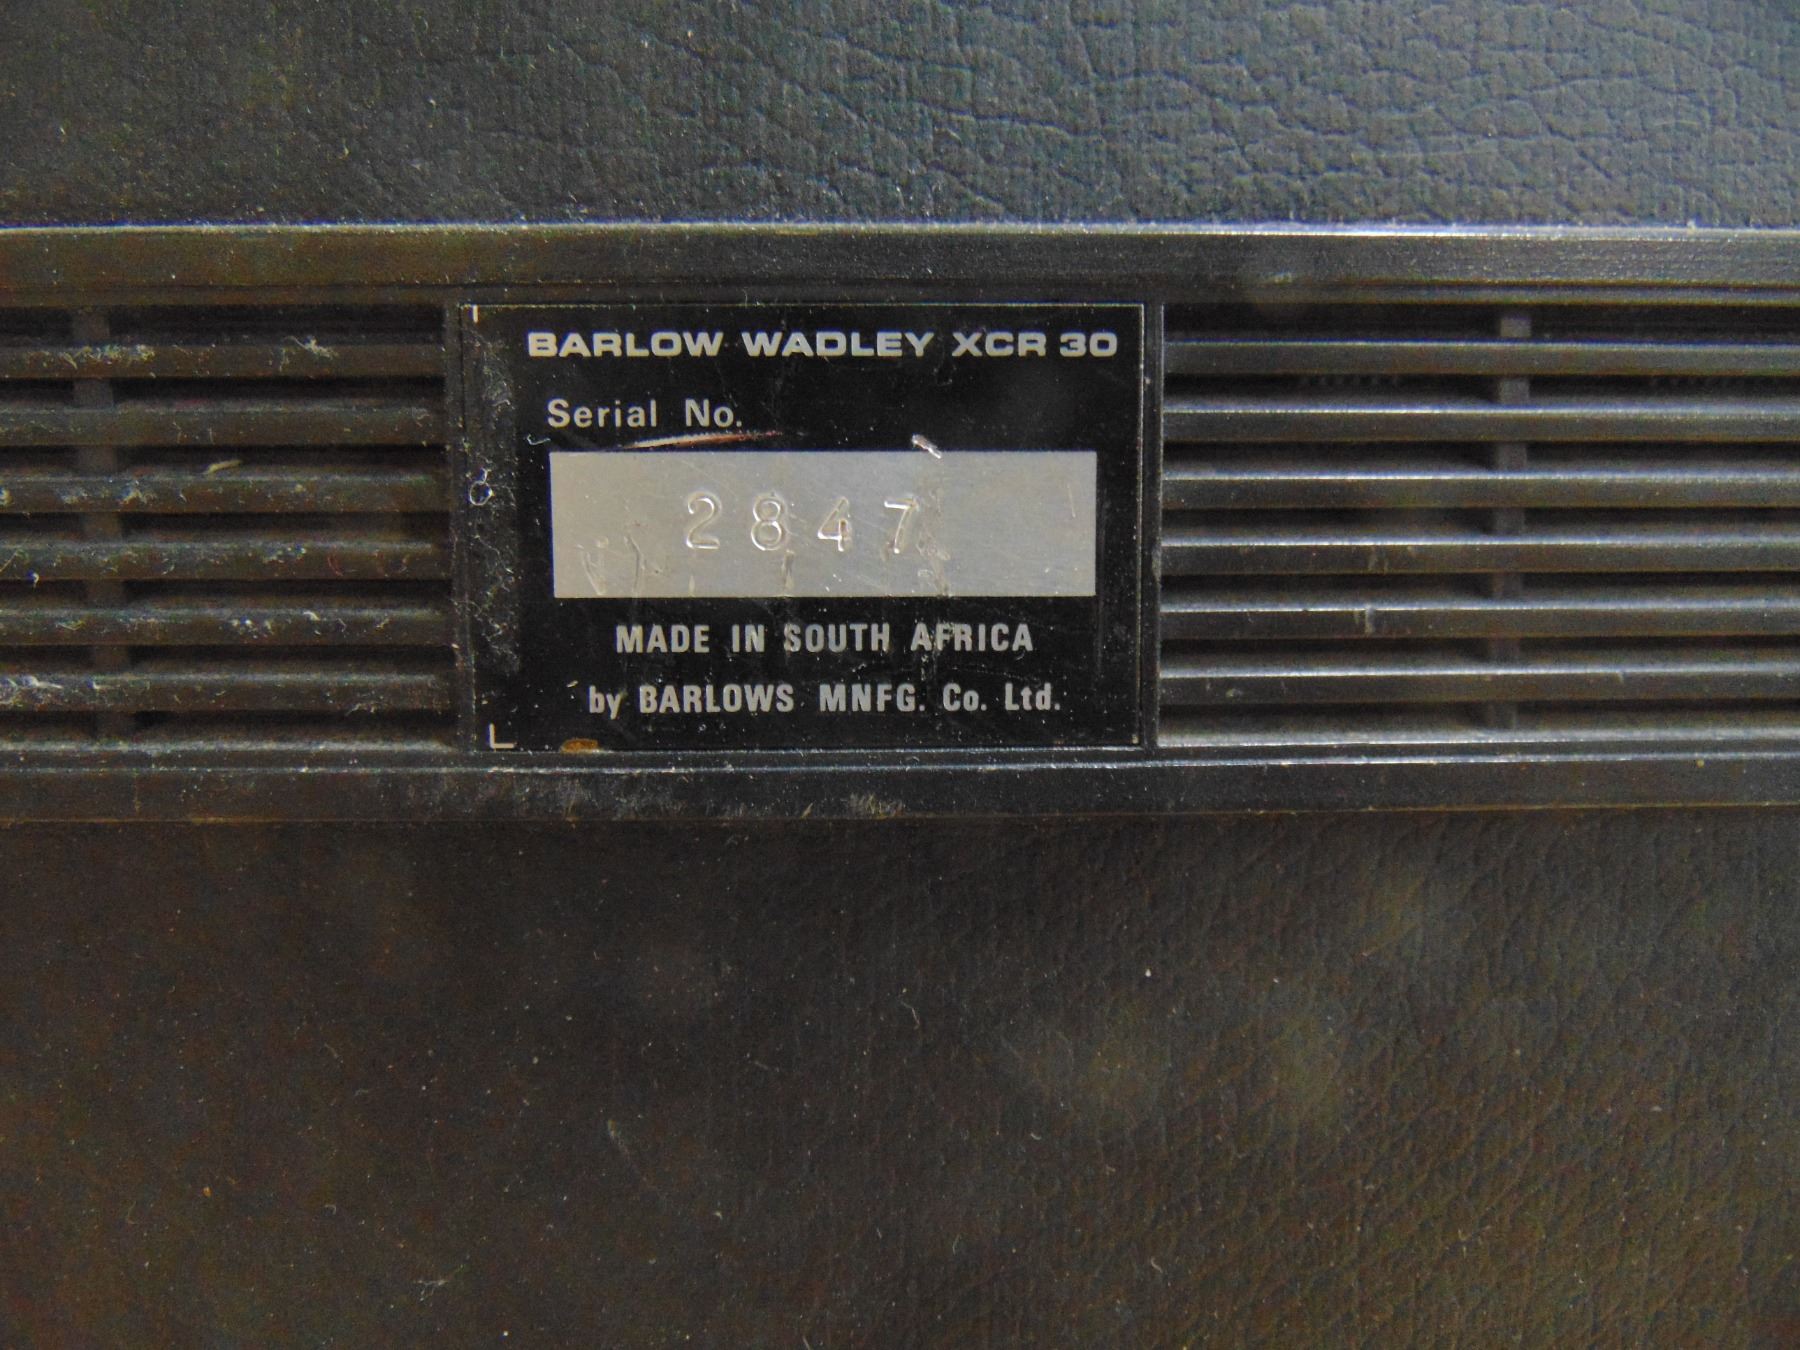 BARLOW WADLEY XCR 30
Serial No.
2847
MADE IN SOUTH AFRICA
by BARLOWS MNFG. Co. Ltd.